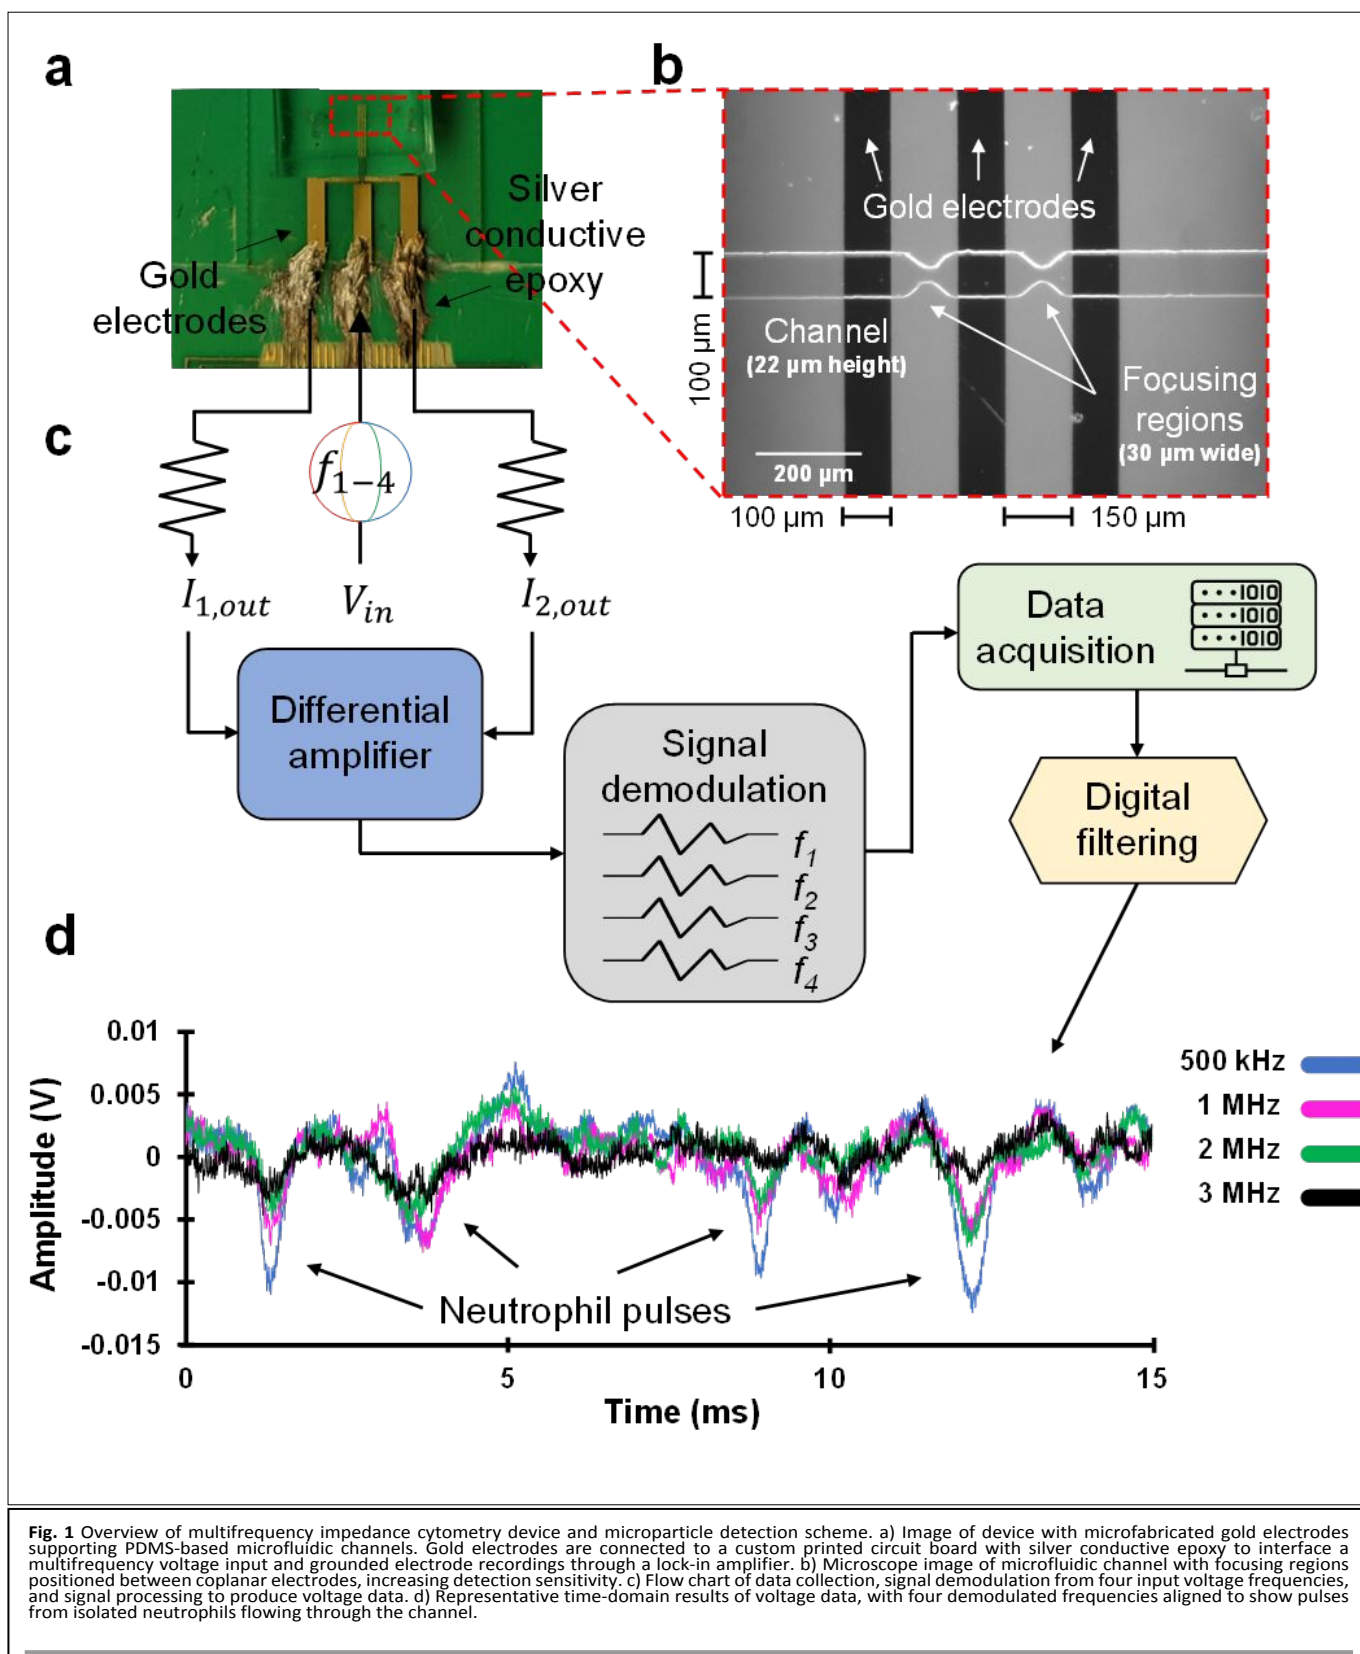 a
b
Silver
conductive
epoxy
Gold
electrodes
Gold electrodes
100 µm
Channel
(22 µm height)
Focusing
regions
(30 µm wide)
200 µm
100 µm
150 µm
c
f1−4
I1,out
Vin
I2,out
Differential
amplifier
Signal
demodulation
f1
f2
f3
f4
Data
acquisition
1010
1010
1010
Digital
filtering
d
0.01
0.005
0
-0.005
-0.01
-0.015
Amplitude (V)
500 kHz
1 MHz
2 MHz
3 MHz
Neutrophil pulses
0
5
10
15
Time (ms)
Fig. 1 Overview of multifrequency impedance cytometry device and microparticle detection scheme. a) Image of device with microfabricated gold electrodes
supporting PDMS-based microfluidic channels. Gold electrodes are connected to a custom printed circuit board with silver conductive epoxy to interface a
multifrequency voltage input and grounded electrode recordings through a lock-in amplifier. b) Microscope image of microfluidic channel with focusing regions
positioned between coplanar electrodes, increasing detection sensitivity. c) Flow chart of data collection, signal demodulation from four input voltage frequencies,
and signal processing to produce voltage data. d) Representative time-domain results of voltage data, with four demodulated frequencies aligned to show pulses
from isolated neutrophils flowing through the channel.